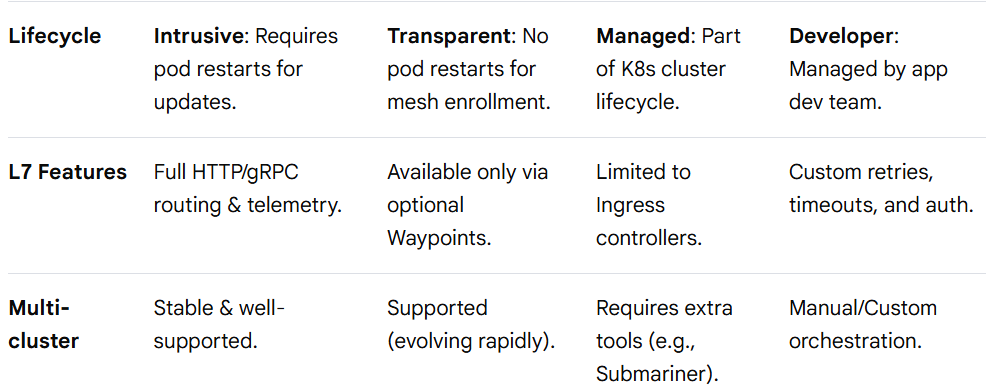 Lifecycle
Intrusive: Requires
pod restarts for
updates.
Transparent: No
pod restarts for
mesh enrollment.
Managed: Part
of K8s cluster
lifecycle.
Developer:
Managed by app
dev team.
L7 Features
Full HTTP/gRPC
routing & telemetry.
Available only via
optional
Waypoints.
Limited to
Ingress
controllers.
Custom retries,
timeouts, and auth.
Multi-
cluster
Stable & well-
supported.
Supported
(evolving rapidly).
Requires extra
tools (e.g.,
Submariner).
Manual/Custom
orchestration.